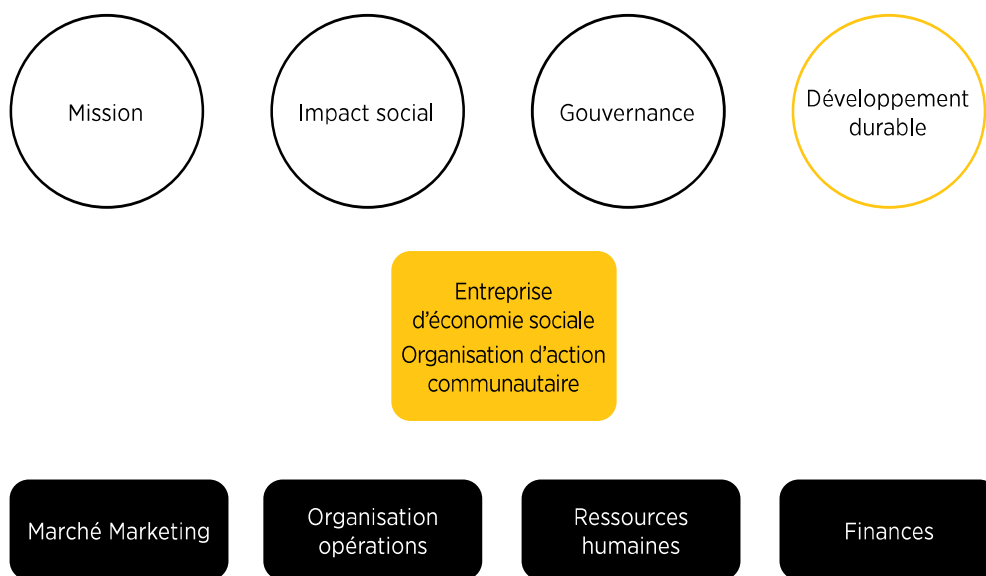 Mission
Impact social
Gouvernance
Développement
durable
Entreprise
d’économie sociale
Organisation d’action
communautaire
Marché Marketing
Organisation
opérations
Ressources
humaines
Finances